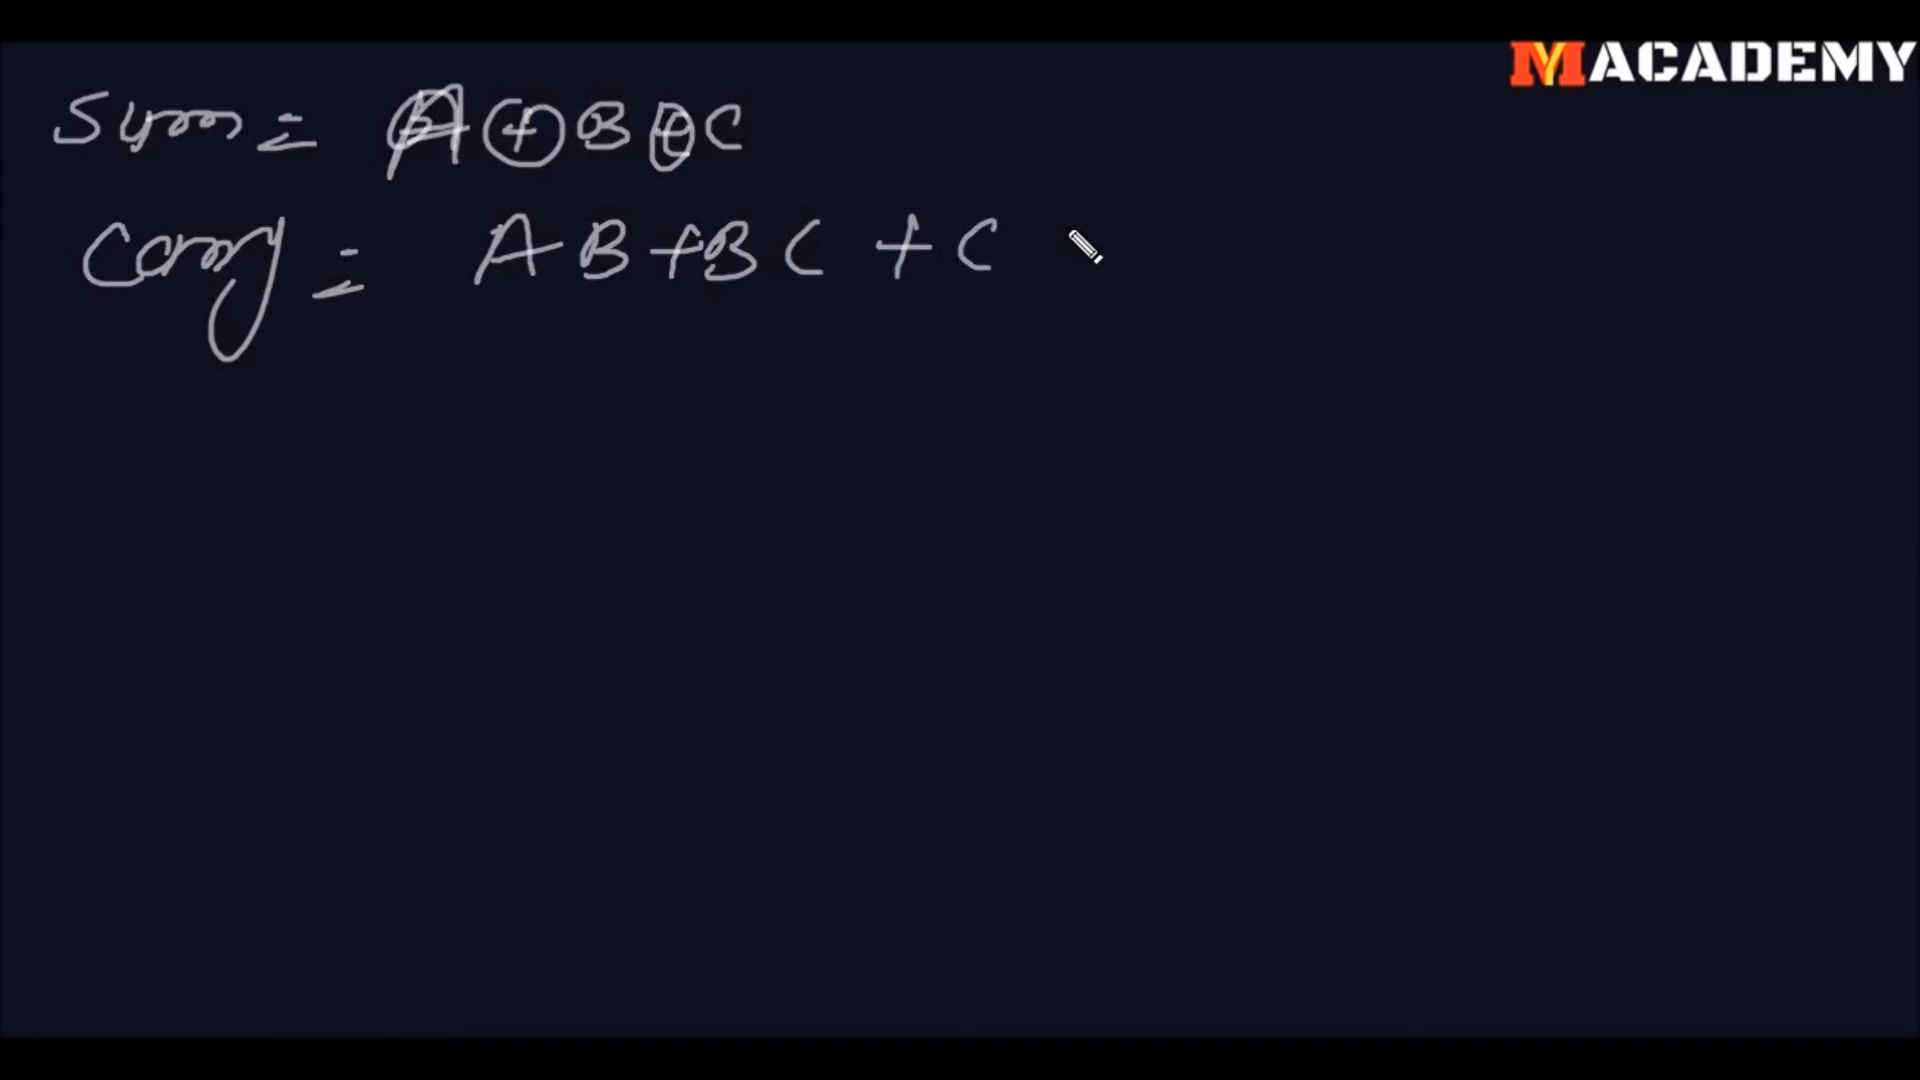 MACADEMY
Sum = A ⊕ B ⊕ C
Carry = AB + BC + C